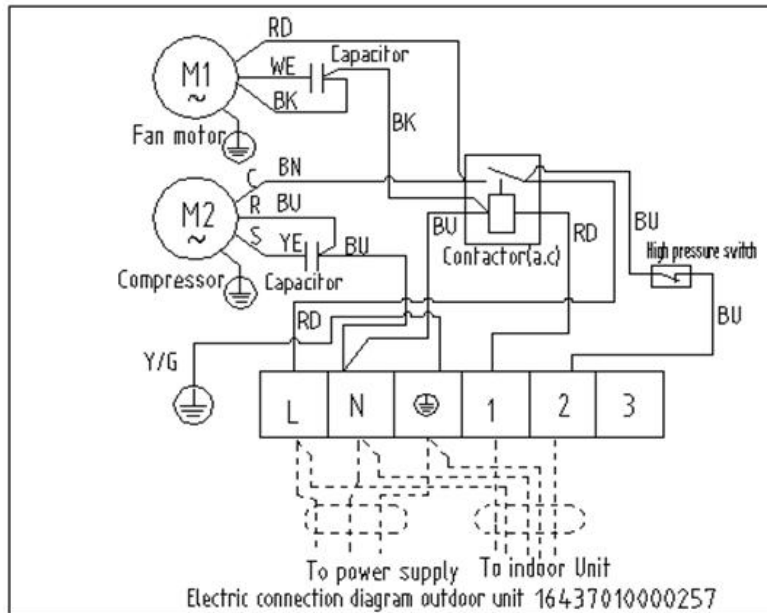 RD
M1
~
WE
Capacitor
BK
BK
Fan motor
C
BN
M2
~
R
BU
S
YE
BU
BU
RD
BU
Contactor(a.c)
High pressure switch
Compressor
Capacitor
RD
BU
Y/G
L
N
1
2
3
To power supply
To indoor Unit
Electric connection diagram outdoor unit 16437010000257